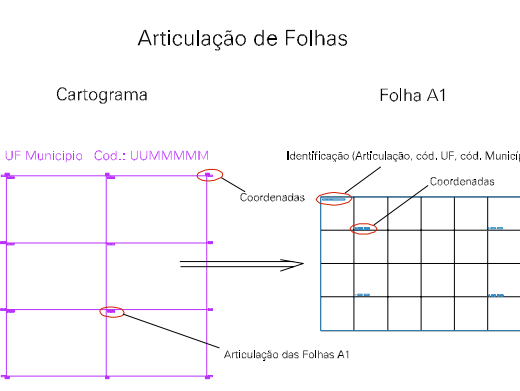 Articulação de Folhas
Cartograma
Folha A1
UF Municipio Cod.: UUMMMMM
Identificação (Articulação, cód. UF, cód. Municíp
Coordenadas
Coordenadas
Articulação das Folhas A1